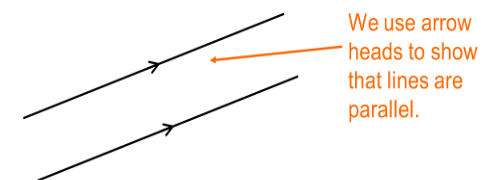 We use arrow
heads to show
that lines are
parallel.